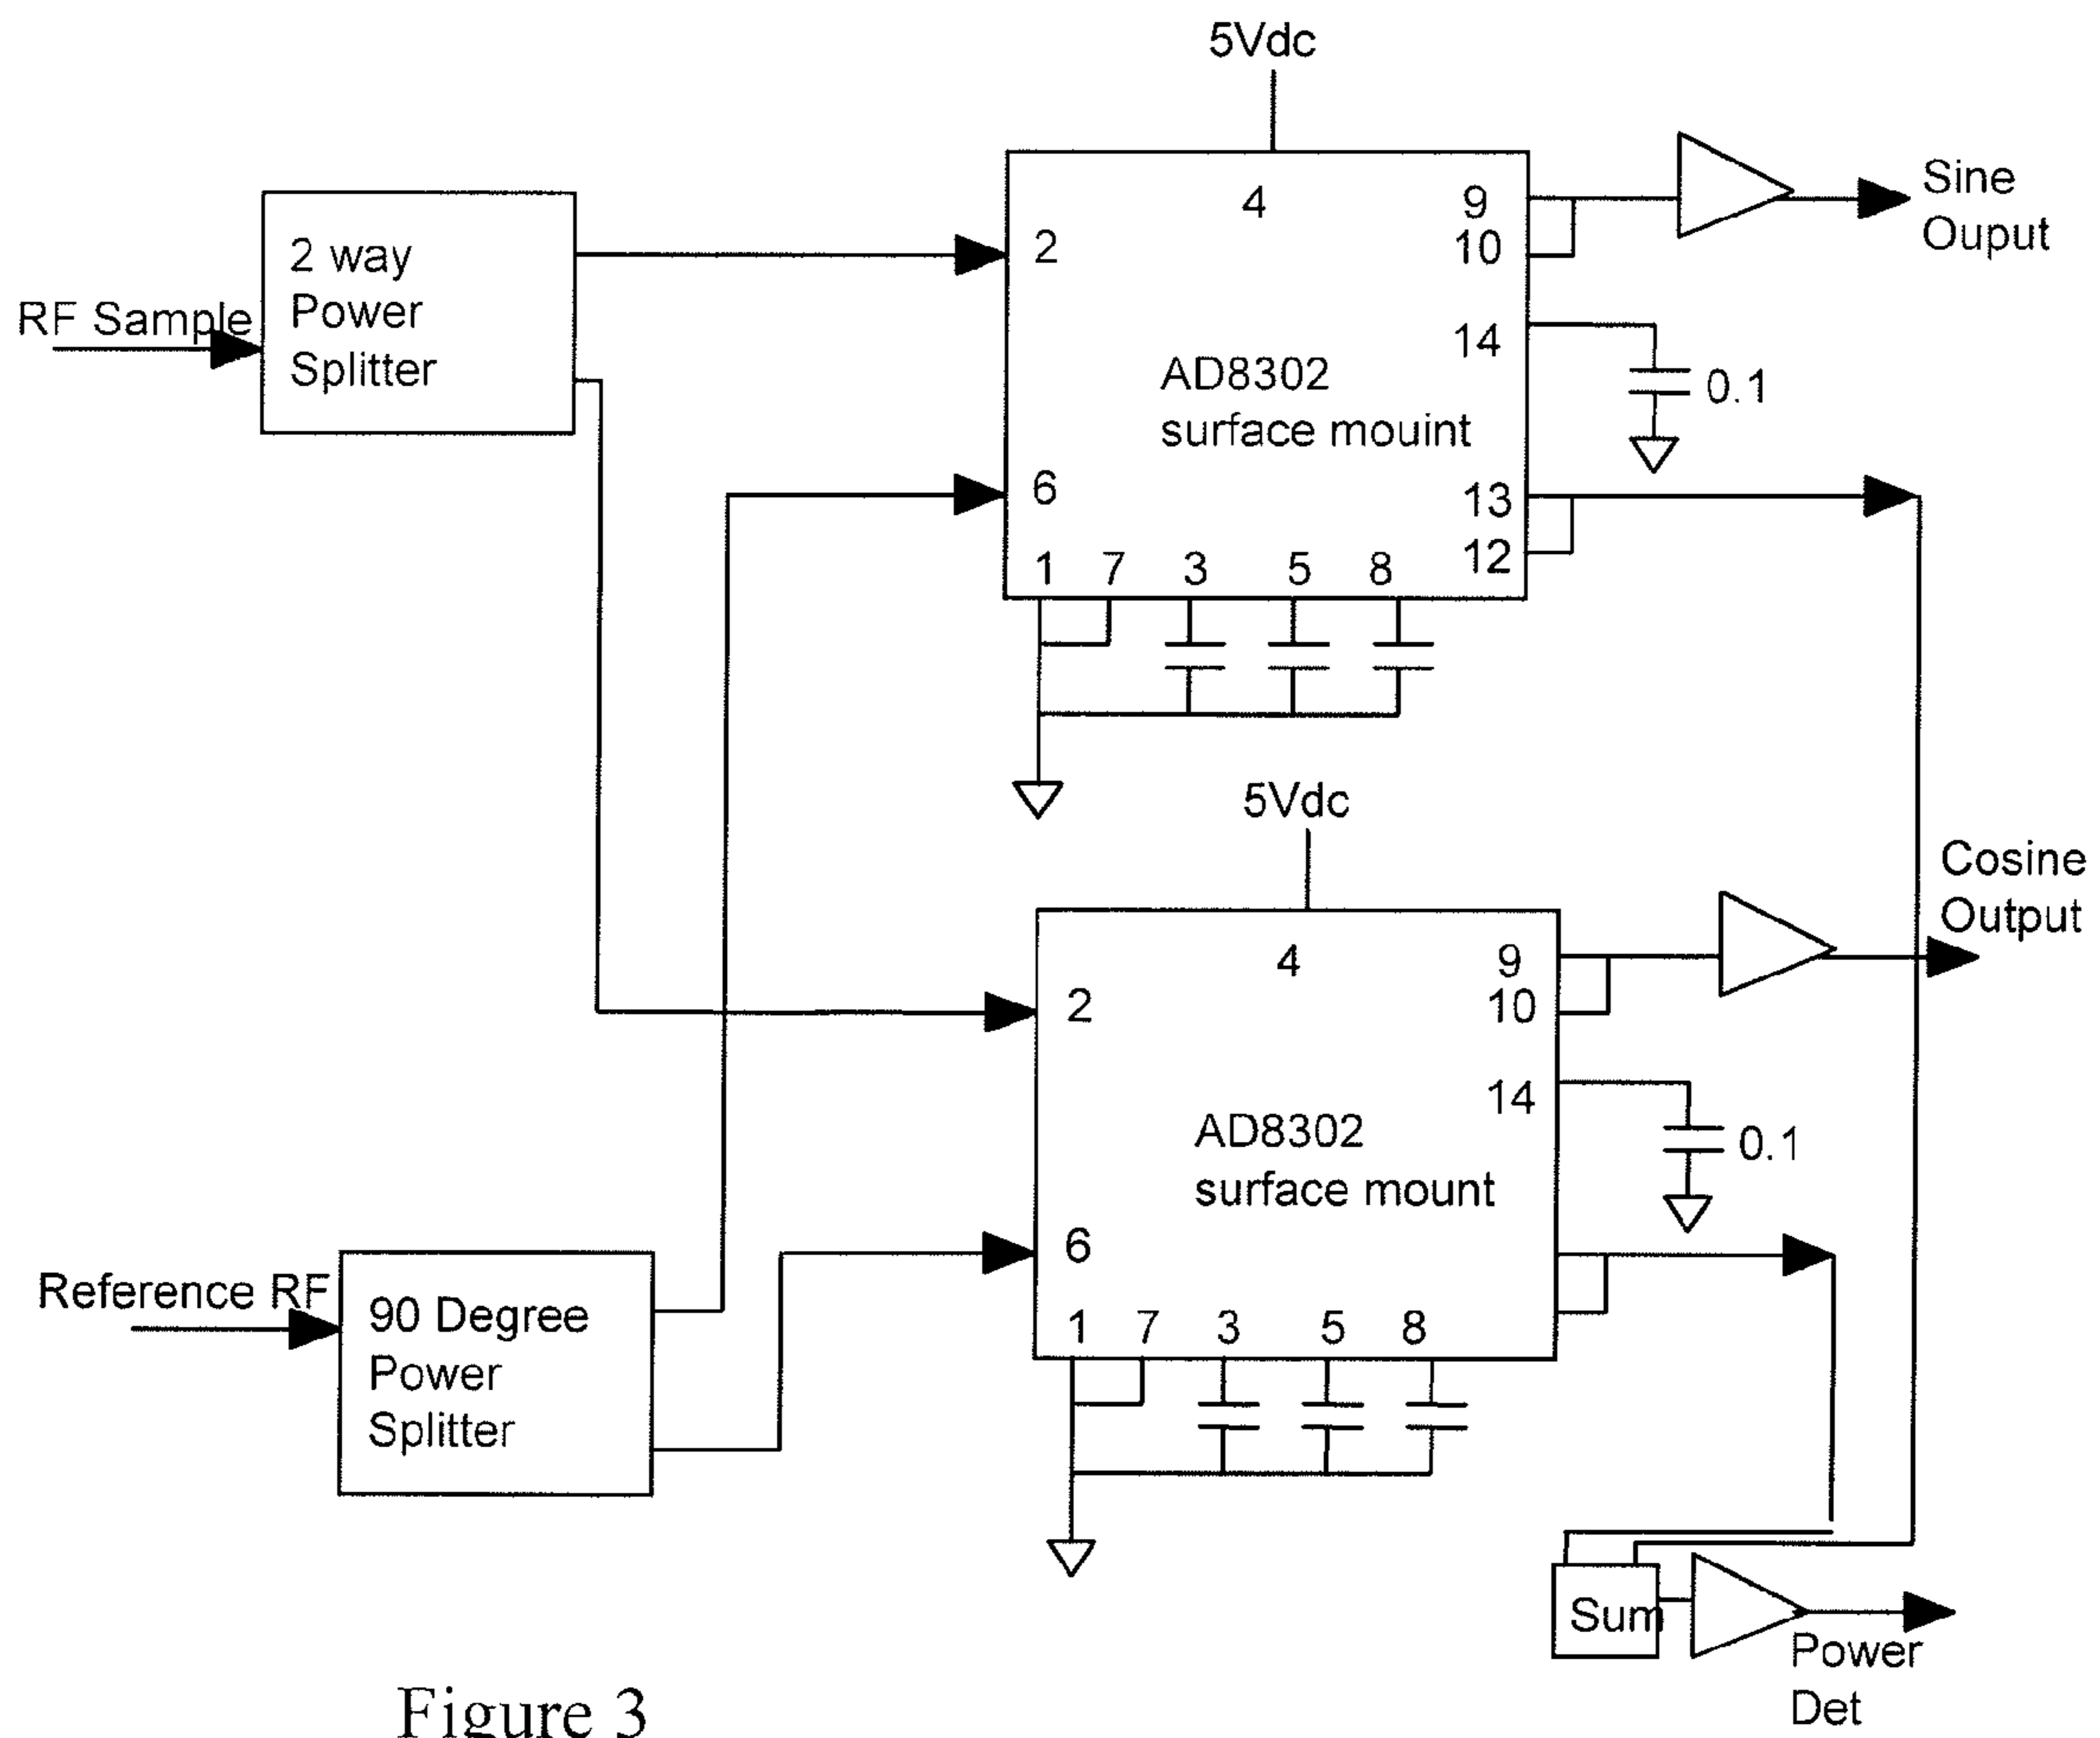 5Vdc
RF Sample
2 way
Power
Splitter
2
4
9
10
14
AD8302
surface mouint
6
13
12
1 7 3 5 8
0.1
Sine
Ouput
5Vdc
Reference RF
90 Degree
Power
Splitter
2
4
9
10
14
AD8302
surface mount
6
1 7 3 5 8
0.1
Cosine
Output
Sum
Power
Det
Figure 3